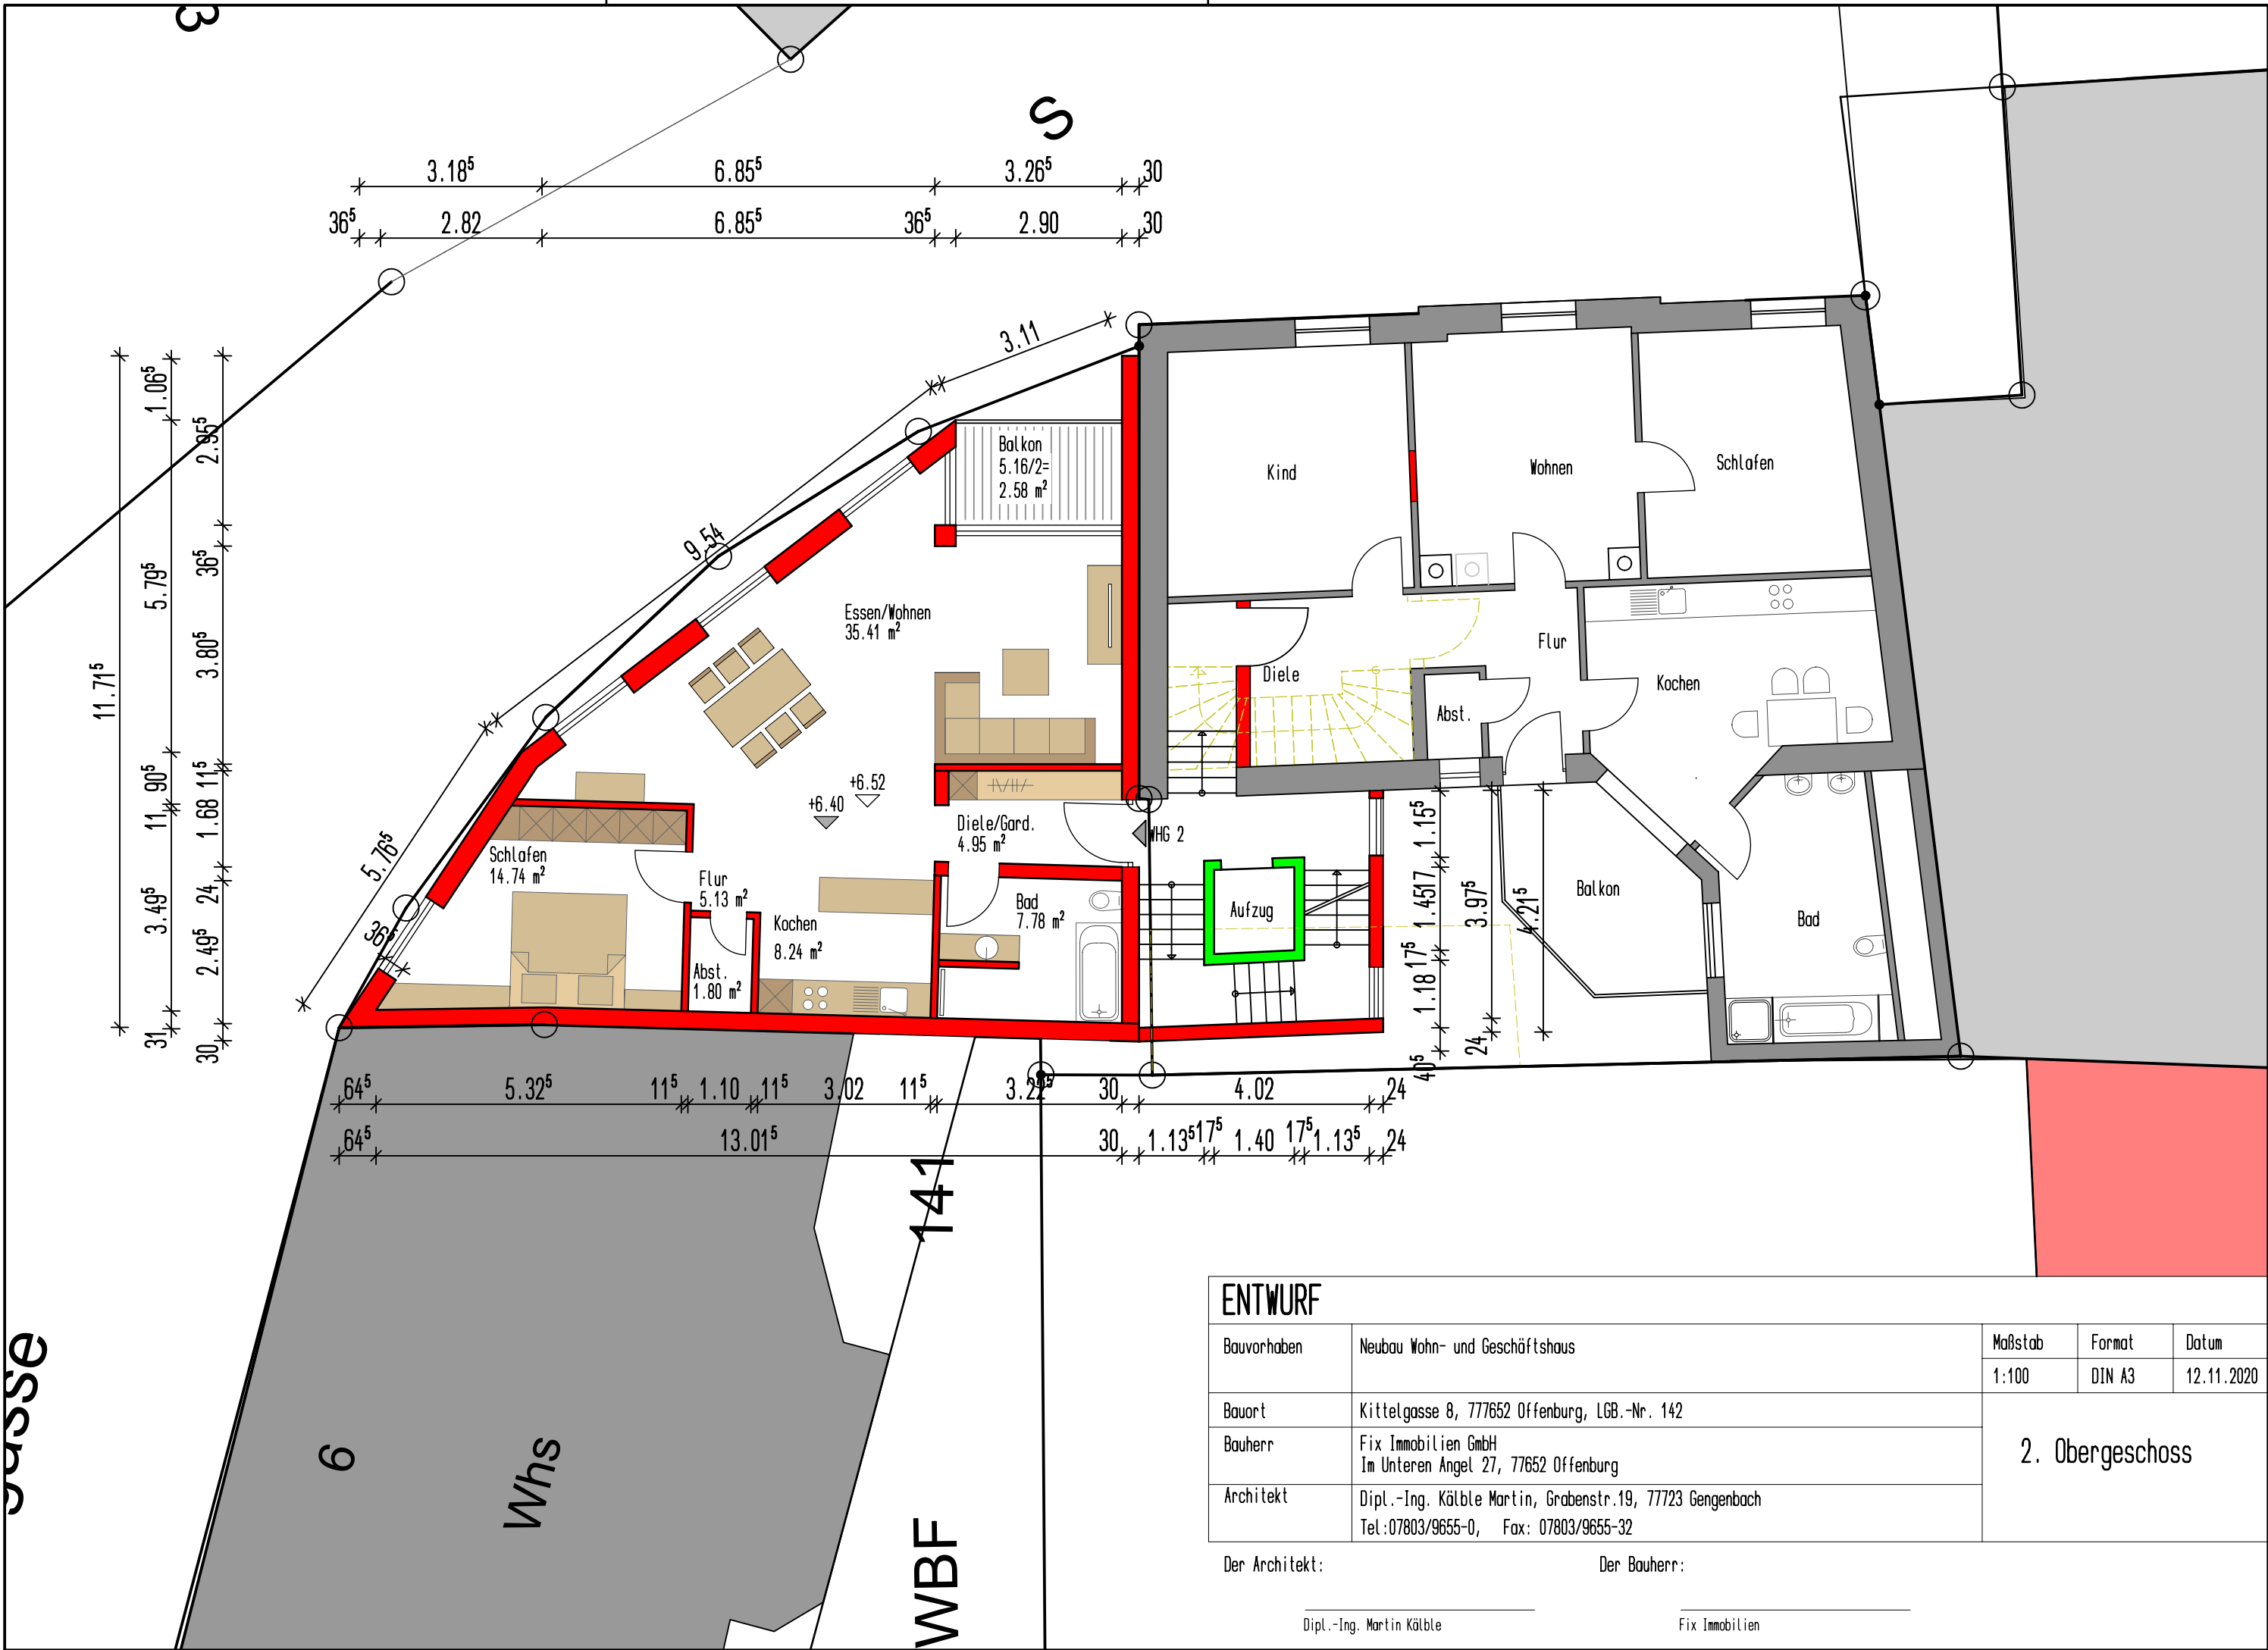 3
S
3.18⁵ 6.85⁵ 3.26⁵ 30
36⁵ 2.82 6.85⁵ 36⁵ 2.90 30
3.11
9.54
5.76⁵
36⁵
11.71⁵
1.06⁵ 5.79⁵ 90⁵ 11 3.49⁵ 31
2.95⁵ 36⁵ 3.80⁵ 11⁵ 1.68 24 2.49⁵ 30
Balkon
5.16/2=
2.58 m²
Essen/Wohnen
35.41 m²
+6.52
+6.40
Diele/Gard.
4.95 m²
WHG 2
Schlafen
14.74 m²
Flur
5.13 m²
Kochen
8.24 m²
Abst.
1.80 m²
Bad
7.78 m²
Aufzug
Kind
Wohnen
Schlafen
Diele
Flur
Abst.
Kochen
Balkon
Bad
1.15⁵ 17 1.45 17⁵ 1.18 40⁵
3.97⁵ 24
4.21⁵
64⁵ 5.32⁵ 11⁵ 1.10 11⁵ 3.02 11⁵ 3.22⁵ 30 4.02 24
64⁵ 13.01⁵ 30 1.13⁵ 17⁵ 1.40 17⁵ 1.13⁵ 24
141
6
Whs
WBF
ENTWURF
Bauvorhaben Neubau Wohn- und Geschäftshaus
Maßstab Format Datum
1:100 DIN A3 12.11.2020
Bauort Kittelgasse 8, 777652 Offenburg, LGB.-Nr. 142
Bauherr Fix Immobilien GmbH
Im Unteren Angel 27, 77652 Offenburg
2. Obergeschoss
Architekt Dipl.-Ing. Kälble Martin, Grabenstr.19, 77723 Gengenbach
Tel:07803/9655-0, Fax: 07803/9655-32
Der Architekt: Der Bauherr:
Dipl.-Ing. Martin Kälble Fix Immobilien